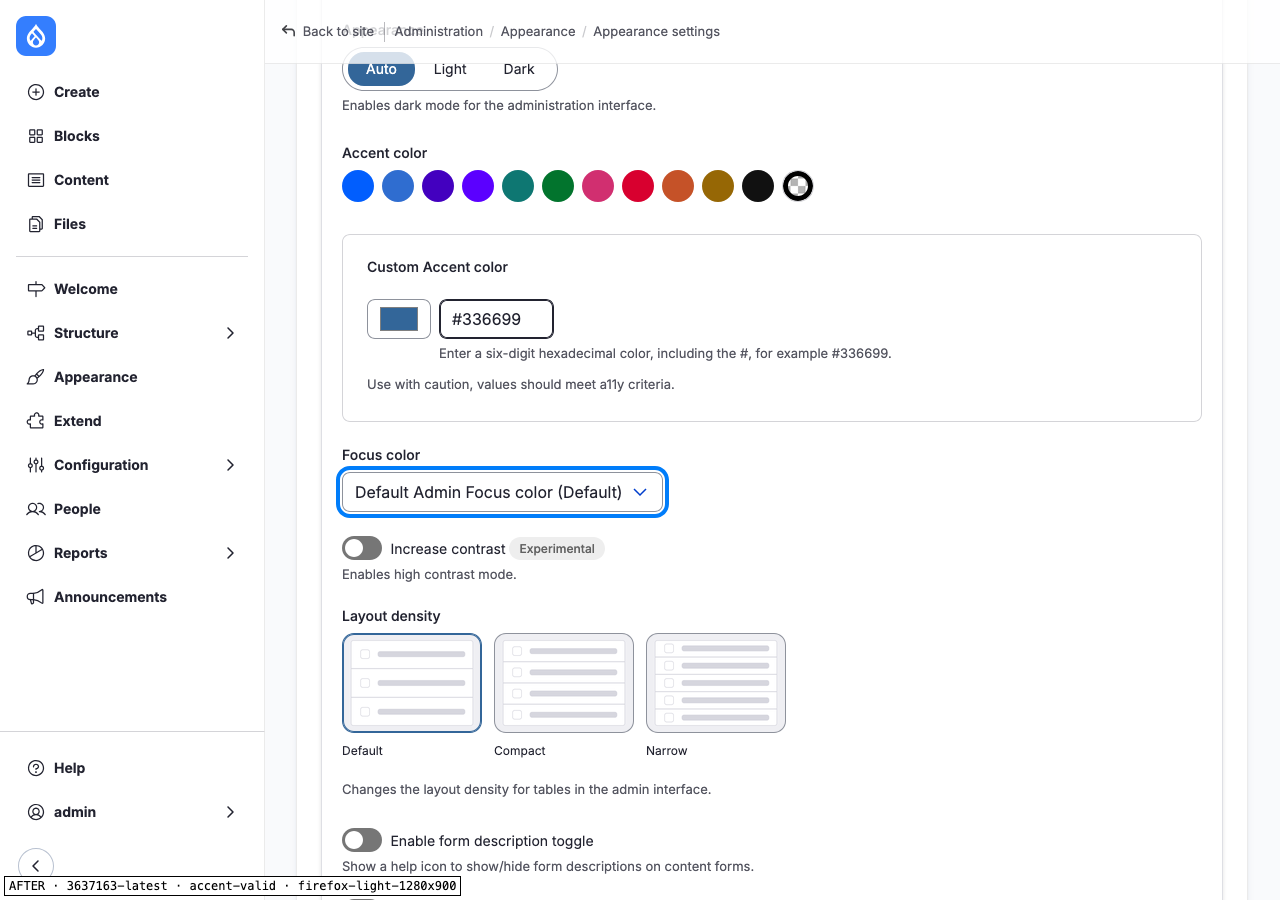 Back to site
Administration / Appearance / Appearance settings
Create
Blocks
Content
Files
Welcome
Structure
Appearance
Extend
Configuration
People
Reports
Announcements
Help
admin
Appearance
Auto
Light
Dark
Enables dark mode for the administration interface.
Accent color
Custom Accent color
#336699
Enter a six-digit hexadecimal color, including the #, for example #336699.
Use with caution, values should meet a11y criteria.
Focus color
Default Admin Focus color (Default)
Increase contrast Experimental
Enables high contrast mode.
Layout density
Default
Compact
Narrow
Changes the layout density for tables in the admin interface.
Enable form description toggle
Show a help icon to show/hide form descriptions on content forms.
AFTER · 3637163-latest · accent-valid · firefox-light-1280x900